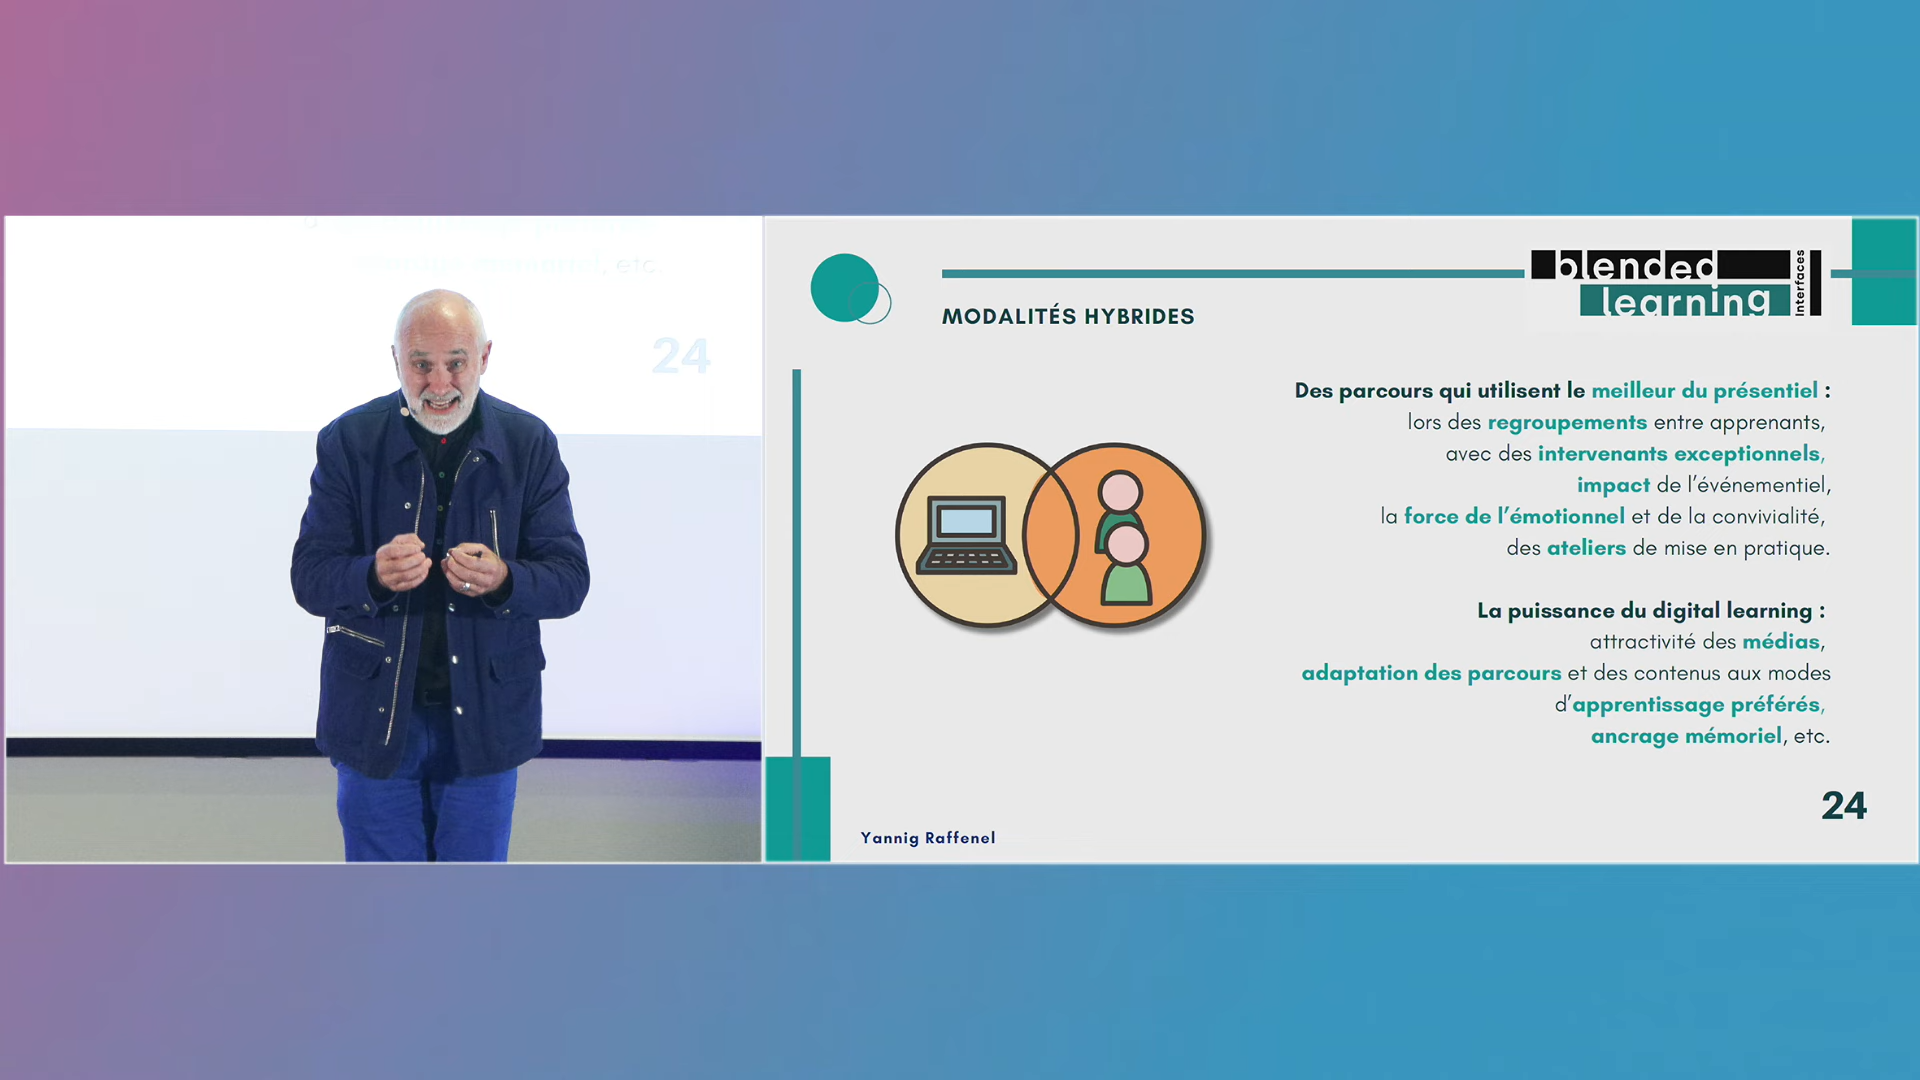 , etc.
24
blended
learning
Interfaces
MODALITÉS HYBRIDES
Des parcours qui utilisent le meilleur du présentiel :
lors des regroupements entre apprenants,
avec des intervenants exceptionnels,
impact de l’événementiel,
la force de l’émotionnel et de la convivialité,
des ateliers de mise en pratique.
La puissance du digital learning :
attractivité des médias,
adaptation des parcours et des contenus aux modes
d’apprentissage préférés,
ancrage mémoriel, etc.
24
Yannig Raffenel